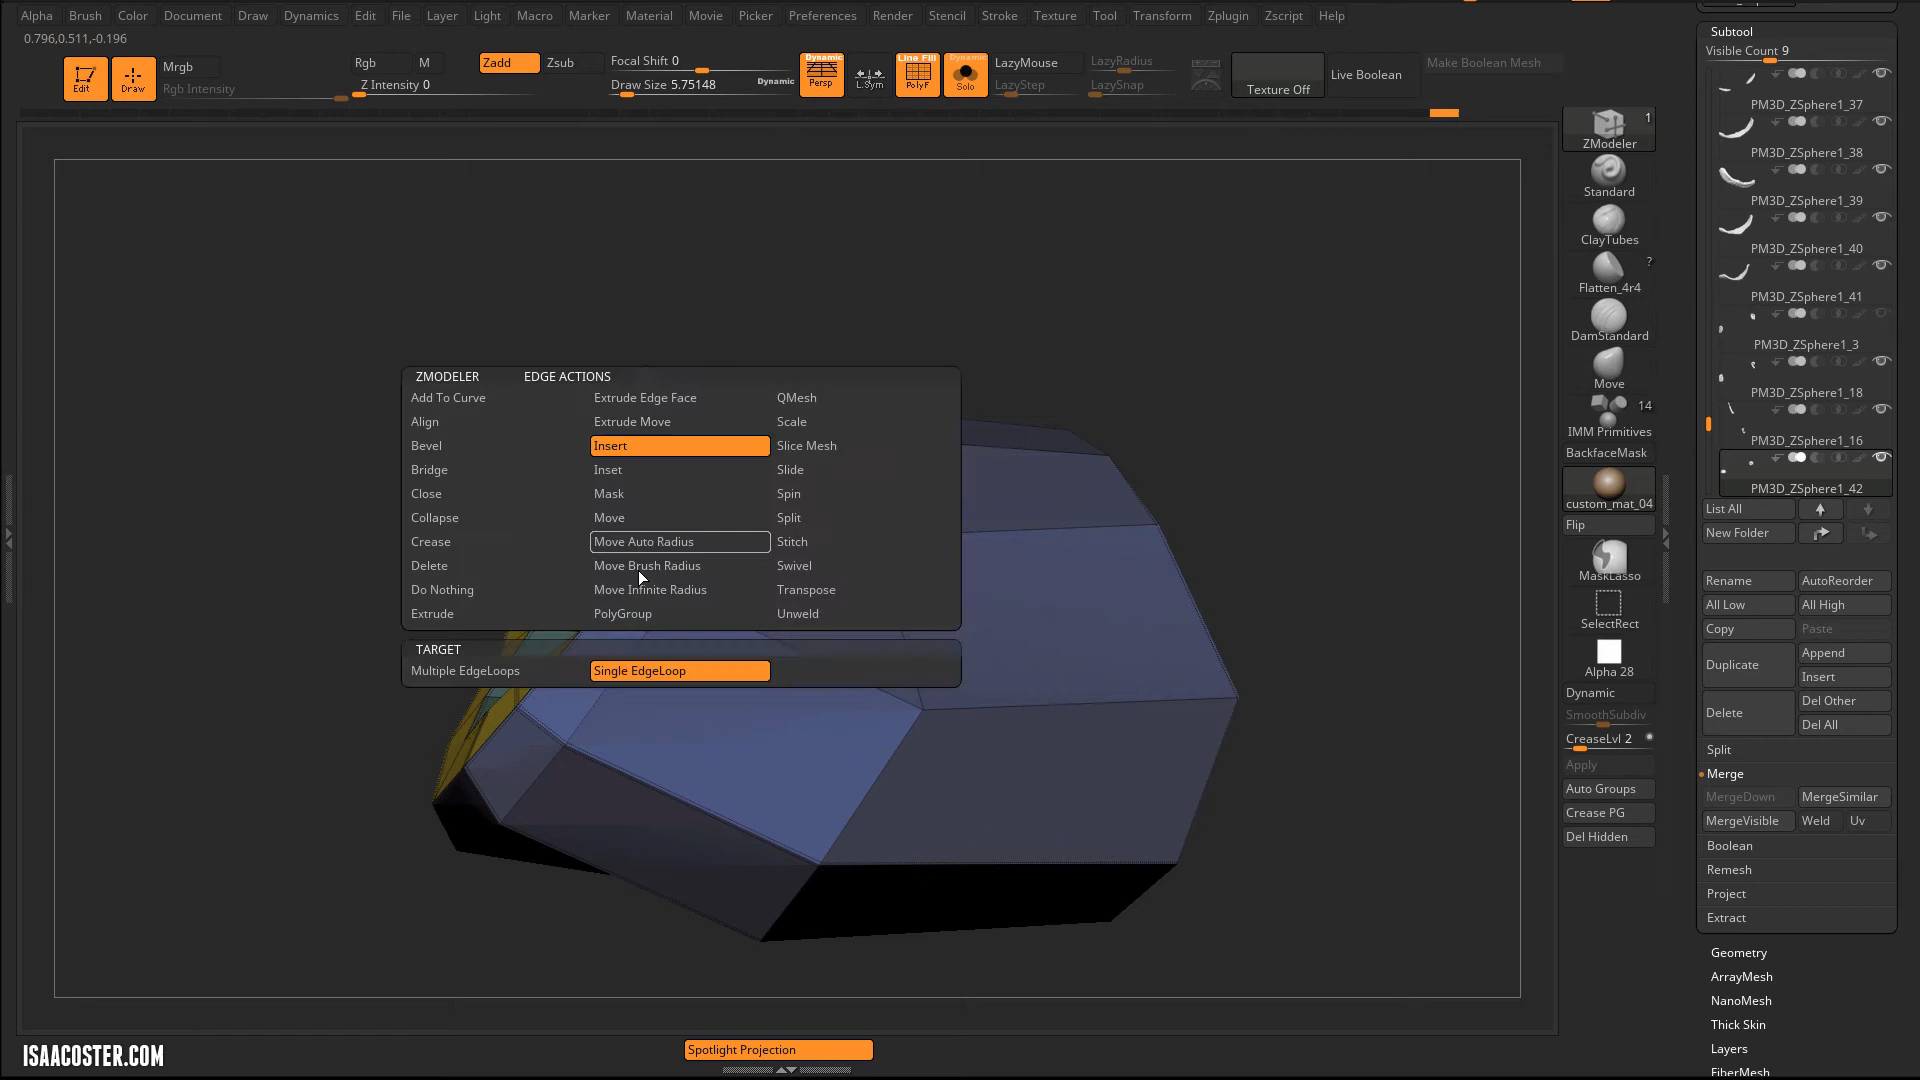 Alpha Brush Color Document Draw Dynamics Edit File Layer Light Macro Marker Material Movie Picker Preferences Render Stencil Stroke Texture Tool Transform Zplugin Zscript Help
0.796,0.511,-0.196
Edit
Draw
Mrgb
Rgb Intensity
Rgb M
Z Intensity 0
Zadd Zsub
Focal Shift 0
Draw Size 5.75148
Dynamic
Dynamic
Persp
L.Sym
Line Fill
PolyF
Dynamic
Solo
LazyMouse LazyRadius
LazyStep LazySnap
Texture Off
Live Boolean
Make Boolean Mesh
ZMODELER EDGE ACTIONS
Add To Curve Extrude Edge Face QMesh
Align Extrude Move Scale
Bevel Insert Slice Mesh
Bridge Inset Slide
Close Mask Spin
Collapse Move Split
Crease Move Auto Radius Stitch
Delete Move Brush Radius Swivel
Do Nothing Move Infinite Radius Transpose
Extrude PolyGroup Unweld
TARGET
Multiple EdgeLoops Single EdgeLoop
1
ZModeler
Standard
ClayTubes
?
Flatten_4r4
DamStandard
Move
14
IMM Primitives
BackfaceMask
custom_mat_04
Flip
MaskLasso
SelectRect
Alpha 28
Dynamic
SmoothSubdiv
CreaseLvl 2
Apply
Auto Groups
Crease PG
Del Hidden
Subtool
Visible Count 9
PM3D_ZSphere1_37
PM3D_ZSphere1_38
PM3D_ZSphere1_39
PM3D_ZSphere1_40
PM3D_ZSphere1_41
PM3D_ZSphere1_3
PM3D_ZSphere1_18
PM3D_ZSphere1_16
PM3D_ZSphere1_42
List All
New Folder
Rename AutoReorder
All Low All High
Copy Paste
Duplicate Append
Insert
Delete Del Other
Del All
Split
Merge
MergeDown MergeSimilar
MergeVisible Weld Uv
Boolean
Remesh
Project
Extract
Geometry
ArrayMesh
NanoMesh
Thick Skin
Layers
FiberMesh
ISAACOSTER.COM
Spotlight Projection